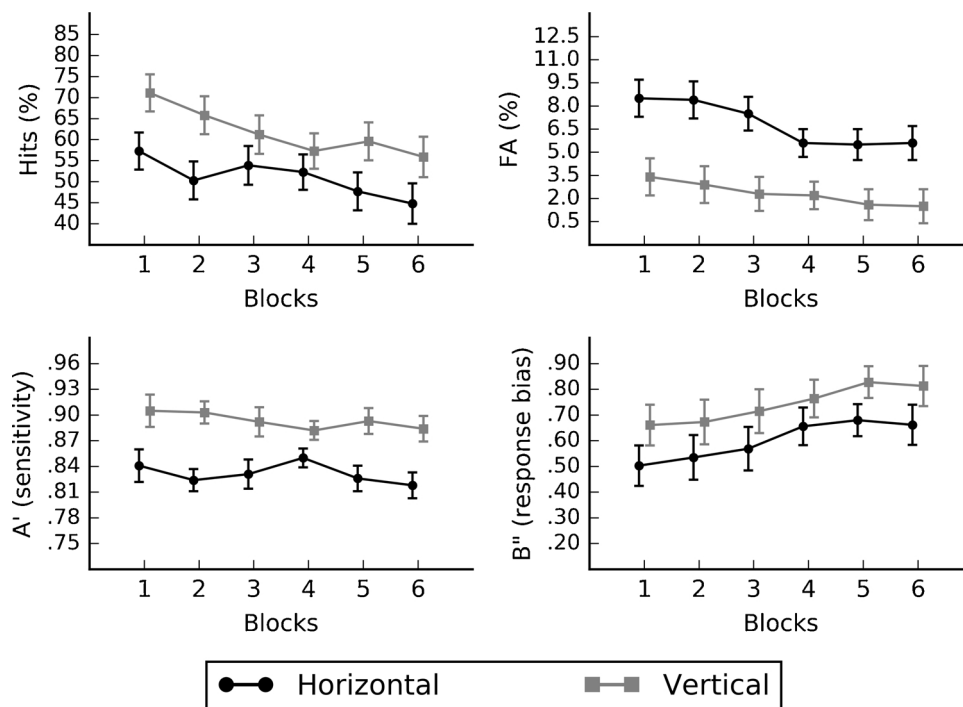 Hits (%)
85
80
75
70
65
60
55
50
45
40
1 2 3 4 5 6
Blocks
FA (%)
12.5
11.0
9.5
8.0
6.5
5.0
3.5
2.0
0.5
1 2 3 4 5 6
Blocks
A' (sensitivity)
.96
.93
.90
.87
.84
.81
.78
.75
1 2 3 4 5 6
Blocks
B" (response bias)
.90
.80
.70
.60
.50
.40
.30
.20
1 2 3 4 5 6
Blocks
Horizontal Vertical